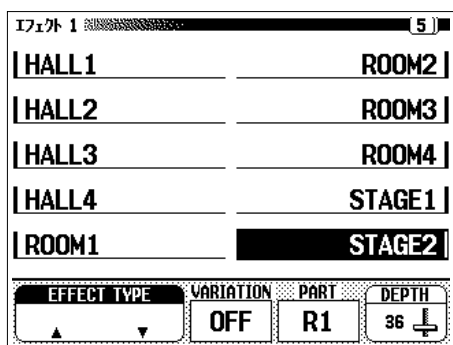 ｴﾌｪｸﾄ 1 5
HALL1 ROOM2
HALL2 ROOM3
HALL3 ROOM4
HALL4 STAGE1
ROOM1 STAGE2
EFFECT TYPE VARIATION PART DEPTH
▲ ▼ OFF R1 36